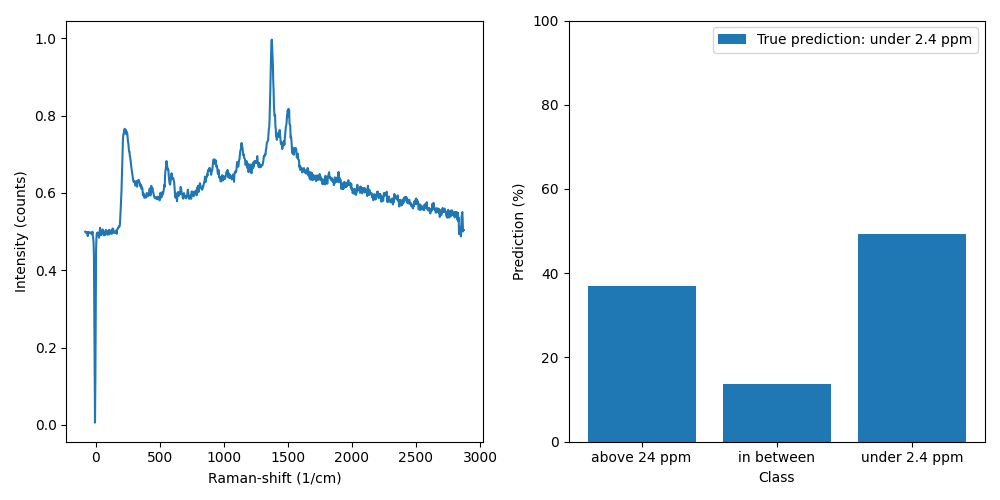 1.0
0.8
0.6
0.4
0.2
0.0
Intensity (counts)
0 500 1000 1500 2000 2500 3000
Raman-shift (1/cm)
100
80
60
40
20
0
Prediction (%)
True prediction: under 2.4 ppm
above 24 ppm in between under 2.4 ppm
Class